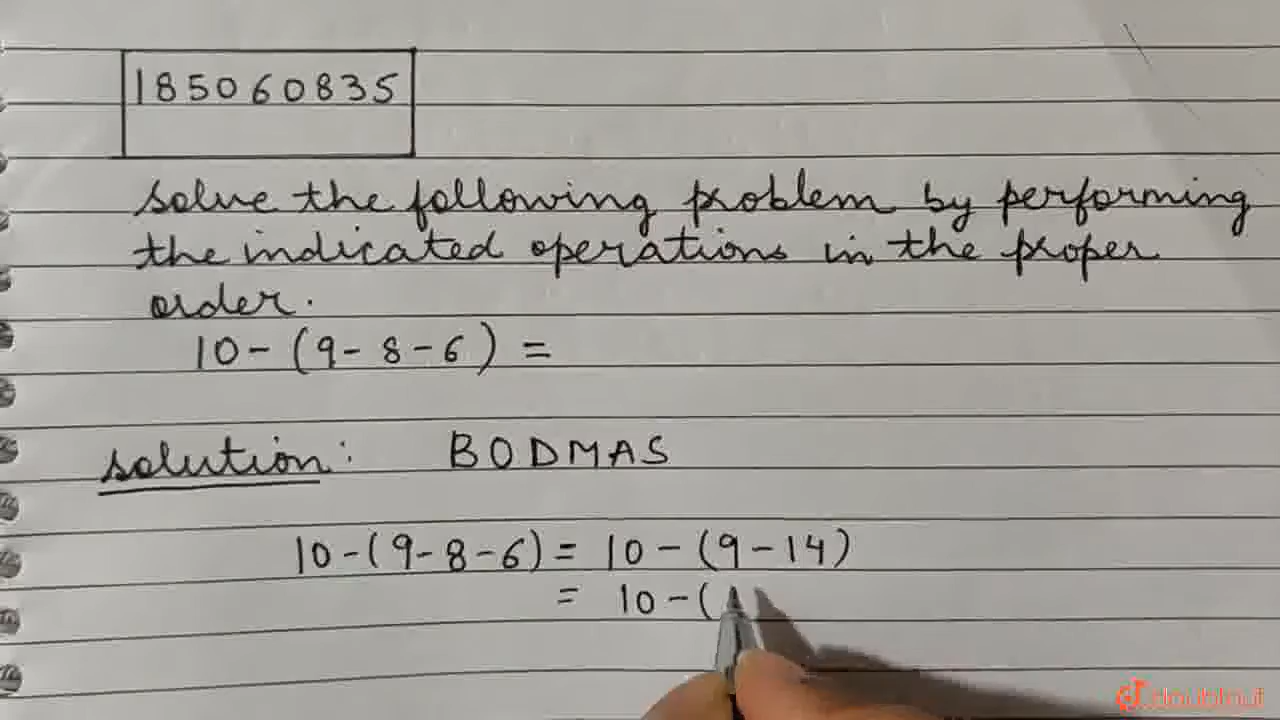 185060835
solve the following problem by performing
the indicated operations in the proper
order.
10-(9-8-6)=
solution: BODMAS
10-(9-8-6)= 10-(9-14)
= 10-(
doubtnut